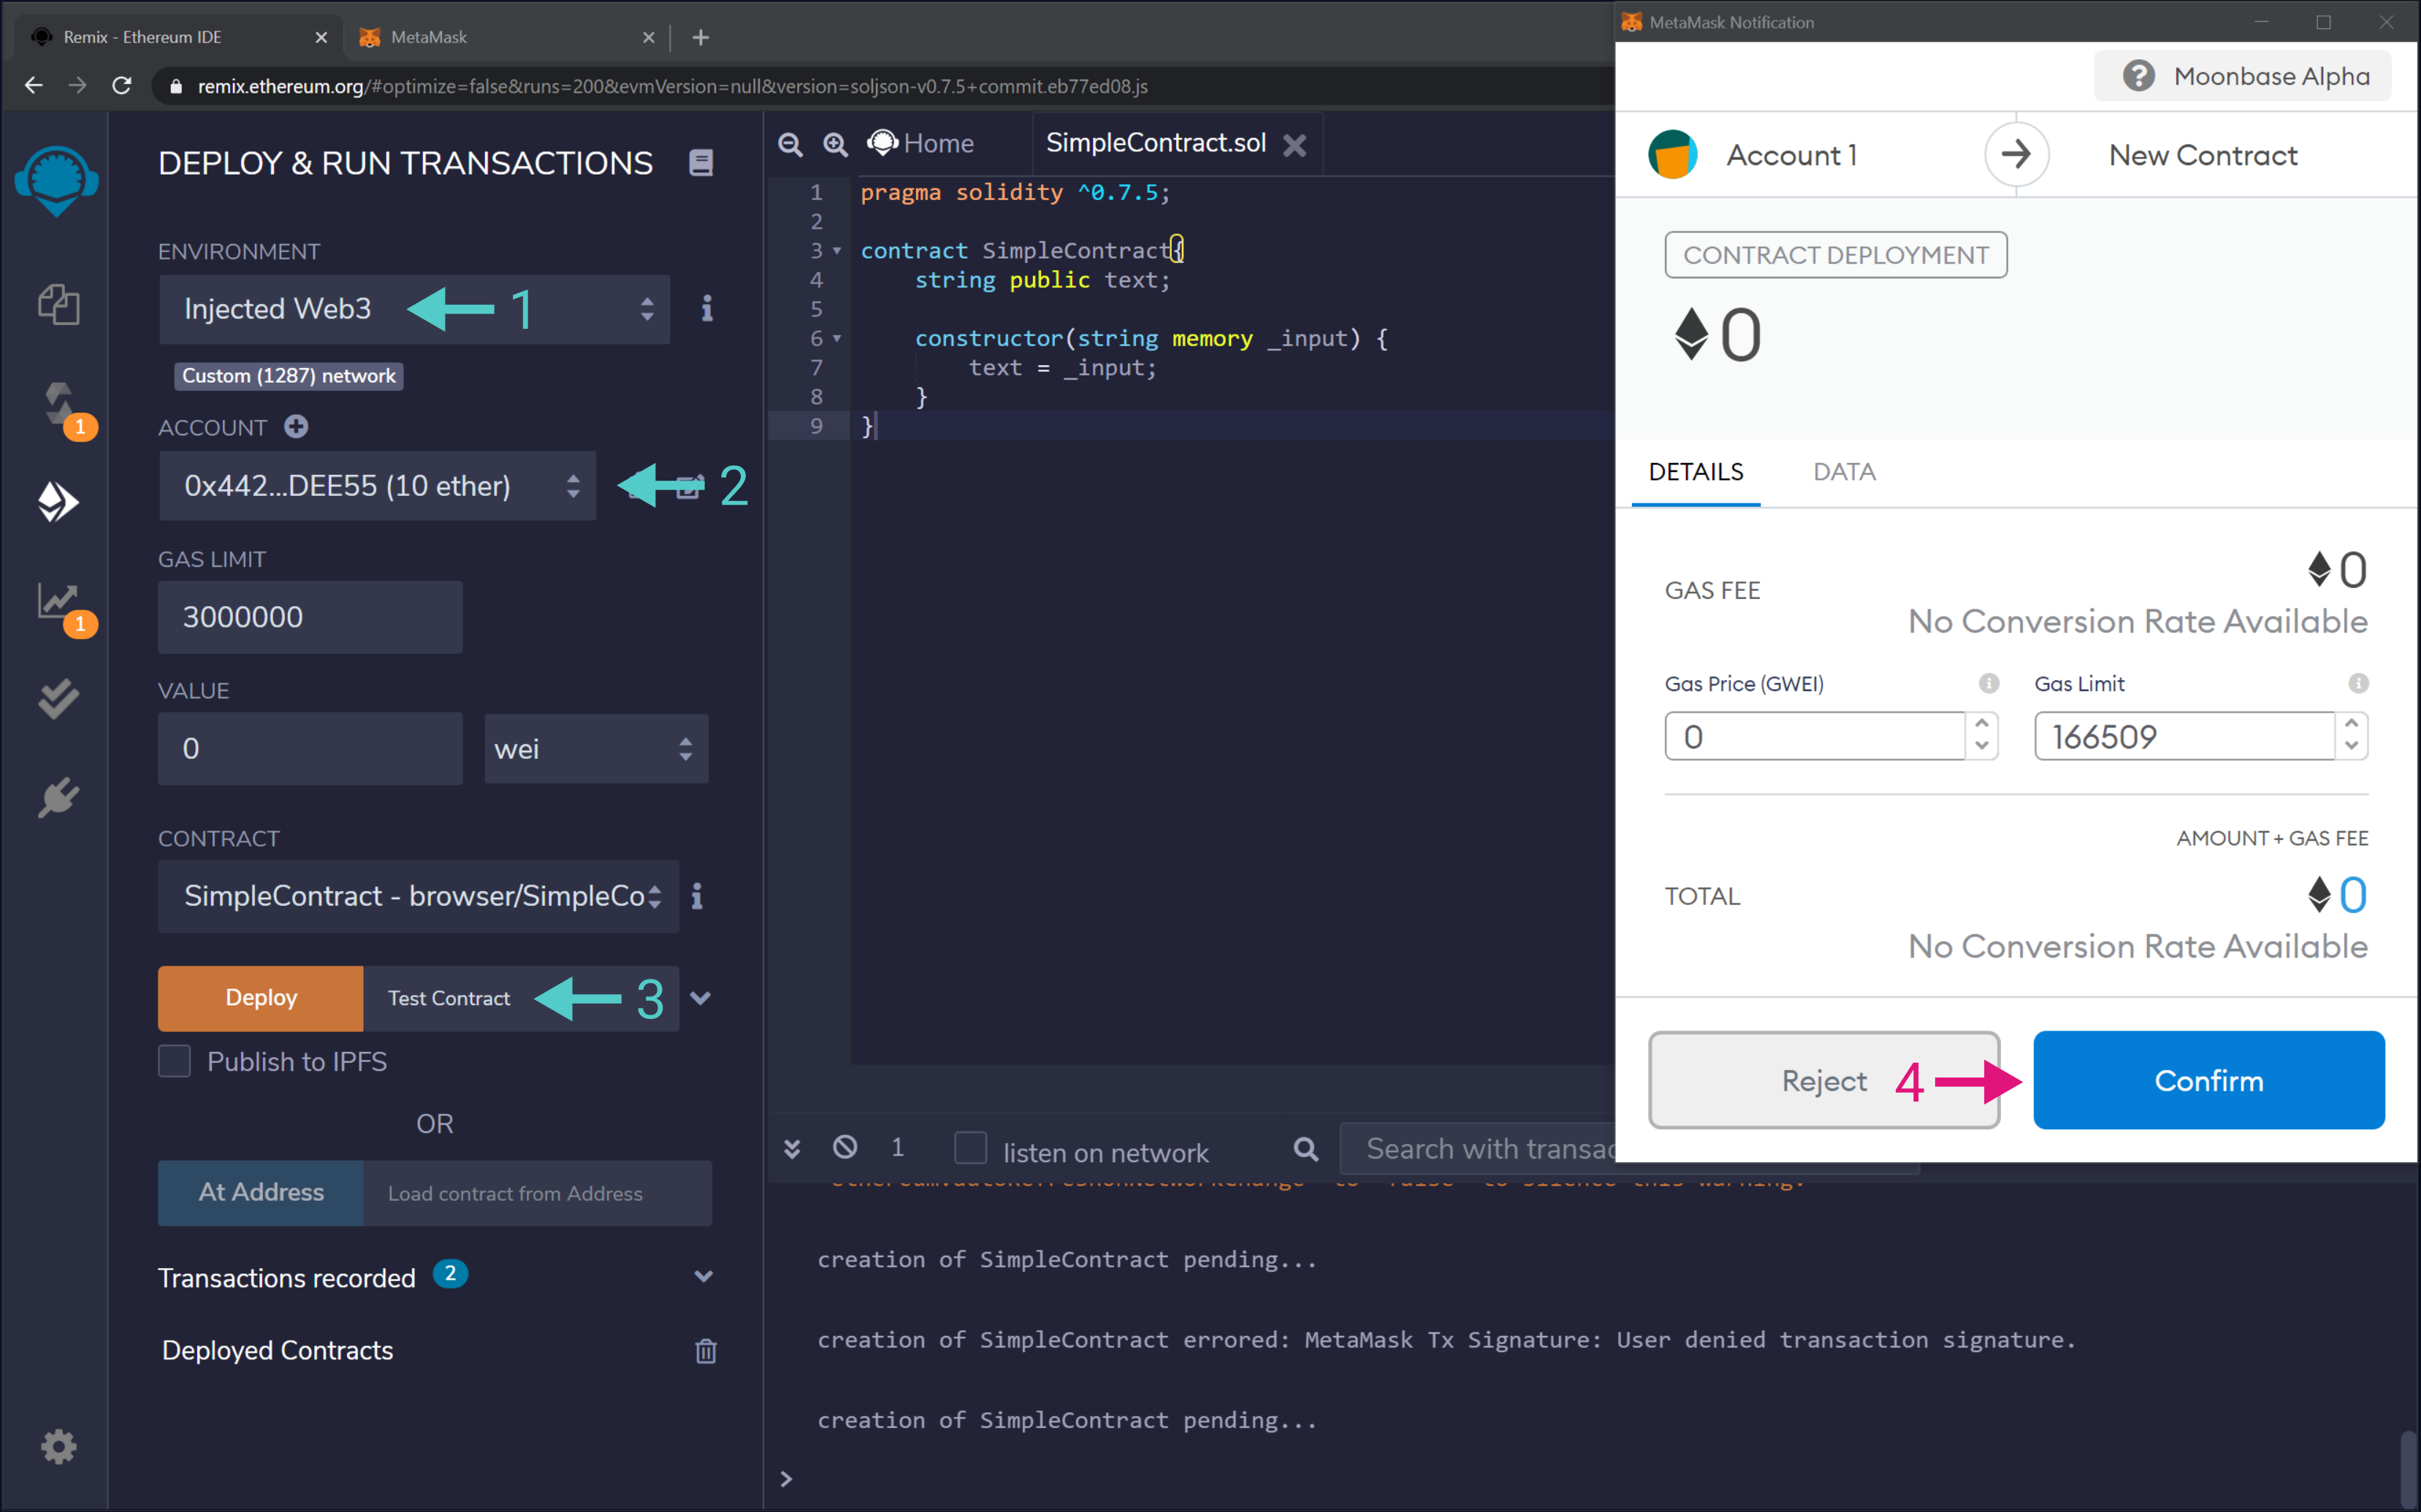 Remix - Ethereum IDE
MetaMask
remix.ethereum.org/#optimize=false&runs=200&evmVersion=null&version=soljson-v0.7.5+commit.eb77ed08.js
DEPLOY & RUN TRANSACTIONS
ENVIRONMENT
Injected Web3
1
Custom (1287) network
ACCOUNT
0x442...DEE55 (10 ether)
2
GAS LIMIT
3000000
VALUE
0
wei
CONTRACT
SimpleContract - browser/SimpleCo
Deploy
Test Contract
3
Publish to IPFS
OR
At Address
Load contract from Address
Transactions recorded
2
Deployed Contracts
1
1
Home
SimpleContract.sol
1 pragma solidity ^0.7.5;
2
3 contract SimpleContract{
4 string public text;
5
6 constructor(string memory _input) {
7 text = _input;
8 }
9 }
1
listen on network
Search with transac
creation of SimpleContract pending...
creation of SimpleContract errored: MetaMask Tx Signature: User denied transaction signature.
creation of SimpleContract pending...
>
MetaMask Notification
Moonbase Alpha
Account 1
New Contract
CONTRACT DEPLOYMENT
0
DETAILS
DATA
GAS FEE
0
No Conversion Rate Available
Gas Price (GWEI)
Gas Limit
0
166509
AMOUNT + GAS FEE
TOTAL
0
No Conversion Rate Available
Reject
4
Confirm